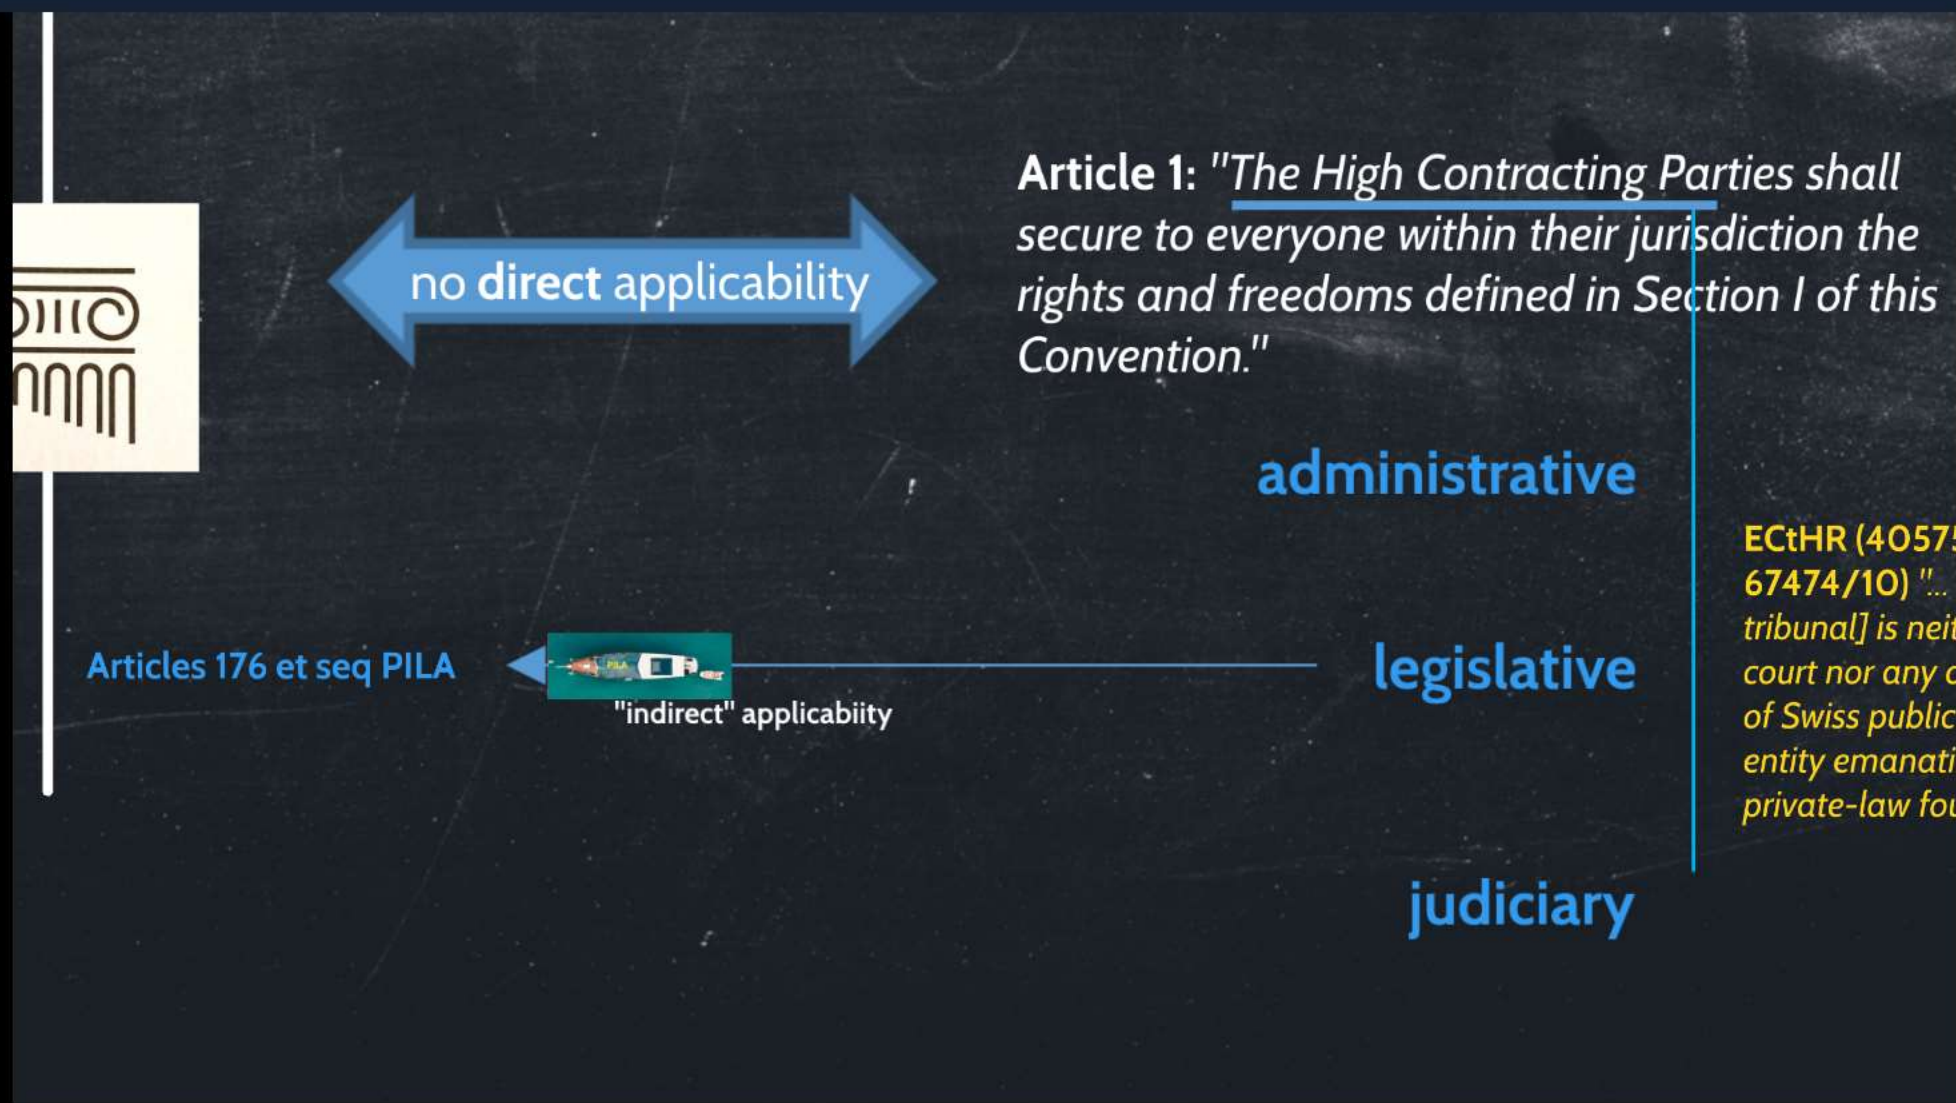 Article 1: "The High Contracting Parties shall
secure to everyone within their jurisdiction the
rights and freedoms defined in Section I of this
Convention."
no direct applicability
administrative
ECtHR (40575
67474/10) "...
tribunal] is neit
court nor any o
of Swiss public
entity emanati
private-law fou
Articles 176 et seq PILA
PILA
"indirect" applicabiity
legislative
judiciary